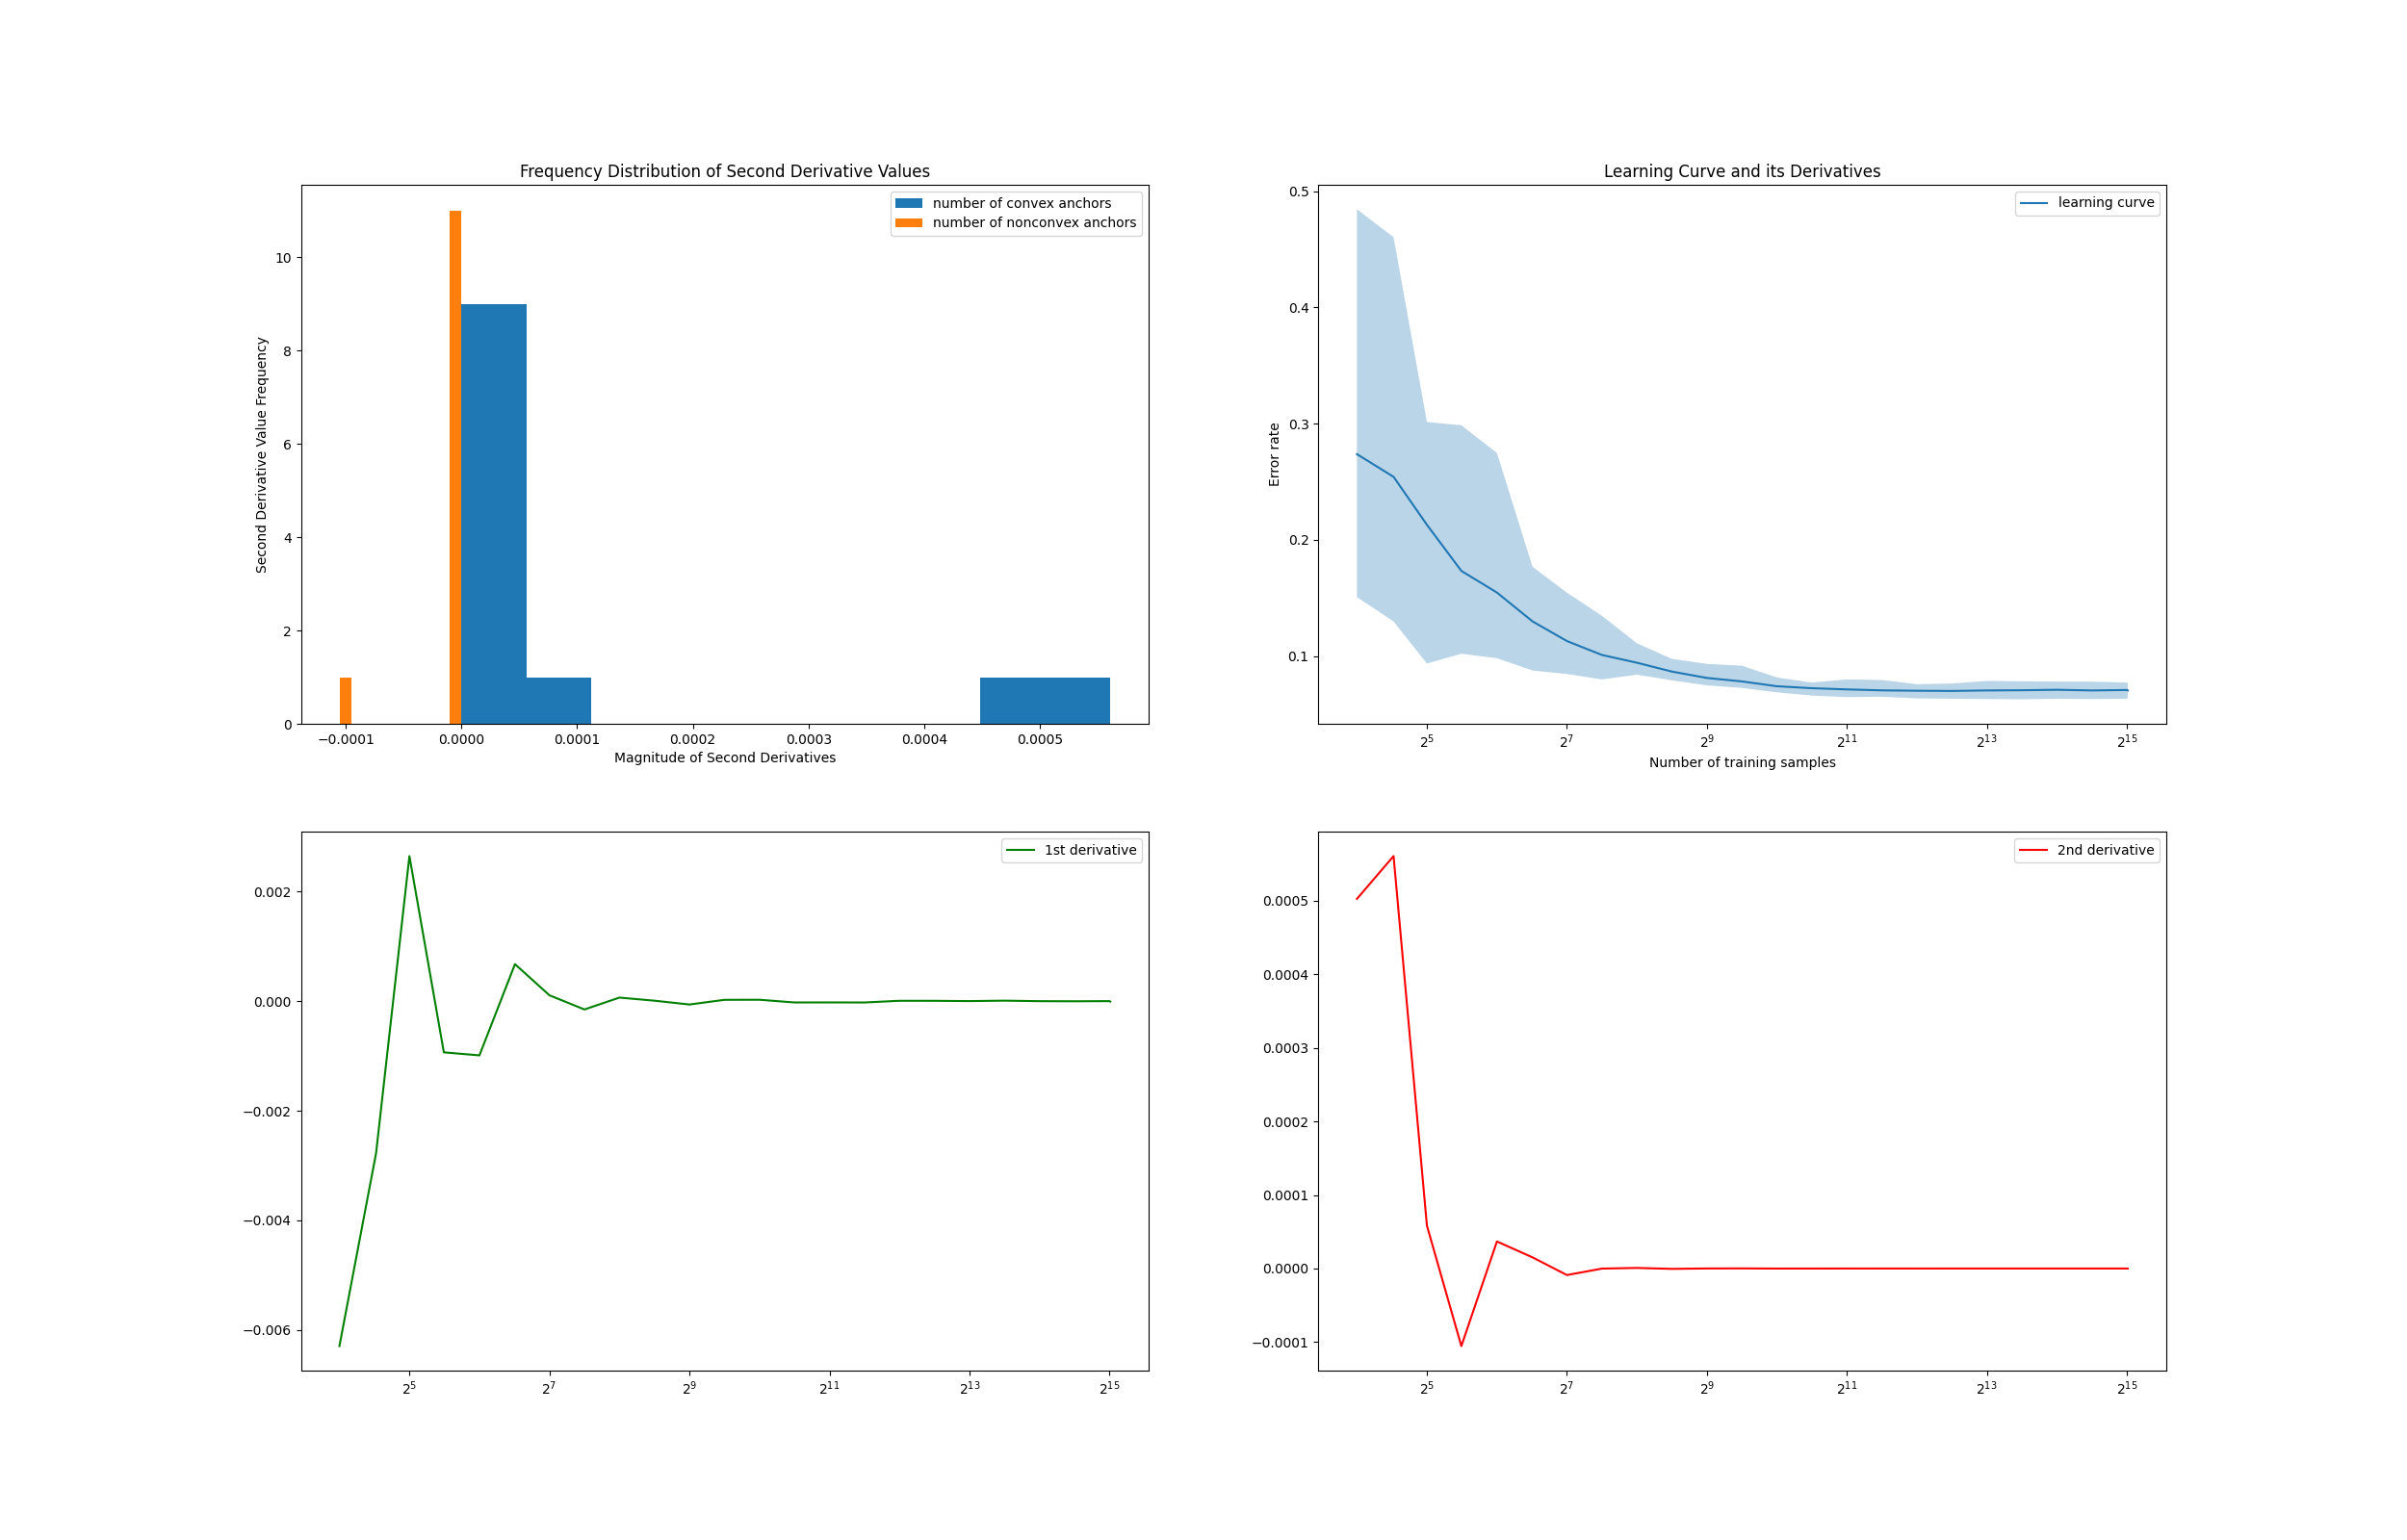 Frequency Distribution of Second Derivative Values
number of convex anchors
number of nonconvex anchors
10
8
6
4
2
0
Second Derivative Value Frequency
−0.0001 0.0000 0.0001 0.0002 0.0003 0.0004 0.0005
Magnitude of Second Derivatives
Learning Curve and its Derivatives
learning curve
0.5
0.4
0.3
0.2
0.1
Error rate
2^5 2^7 2^9 2^11 2^13 2^15
Number of training samples
1st derivative
0.002
0.000
−0.002
−0.004
−0.006
2^5 2^7 2^9 2^11 2^13 2^15
2nd derivative
0.0005
0.0004
0.0003
0.0002
0.0001
0.0000
−0.0001
2^5 2^7 2^9 2^11 2^13 2^15